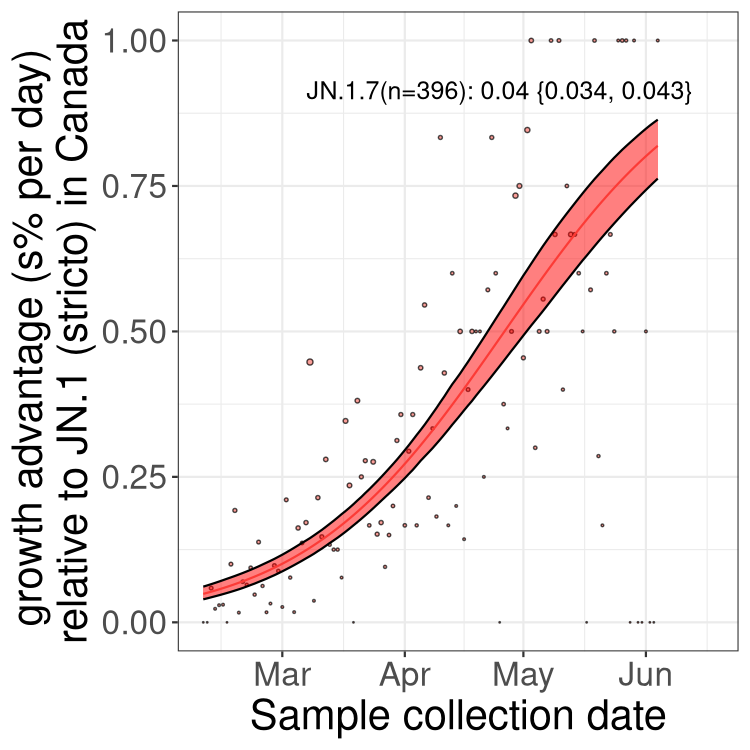 growth advantage (s% per day)
relative to JN.1 (stricto) in Canada
1.00
0.75
0.50
0.25
0.00
JN.1.7(n=396): 0.04 {0.034, 0.043}
Mar Apr May Jun
Sample collection date